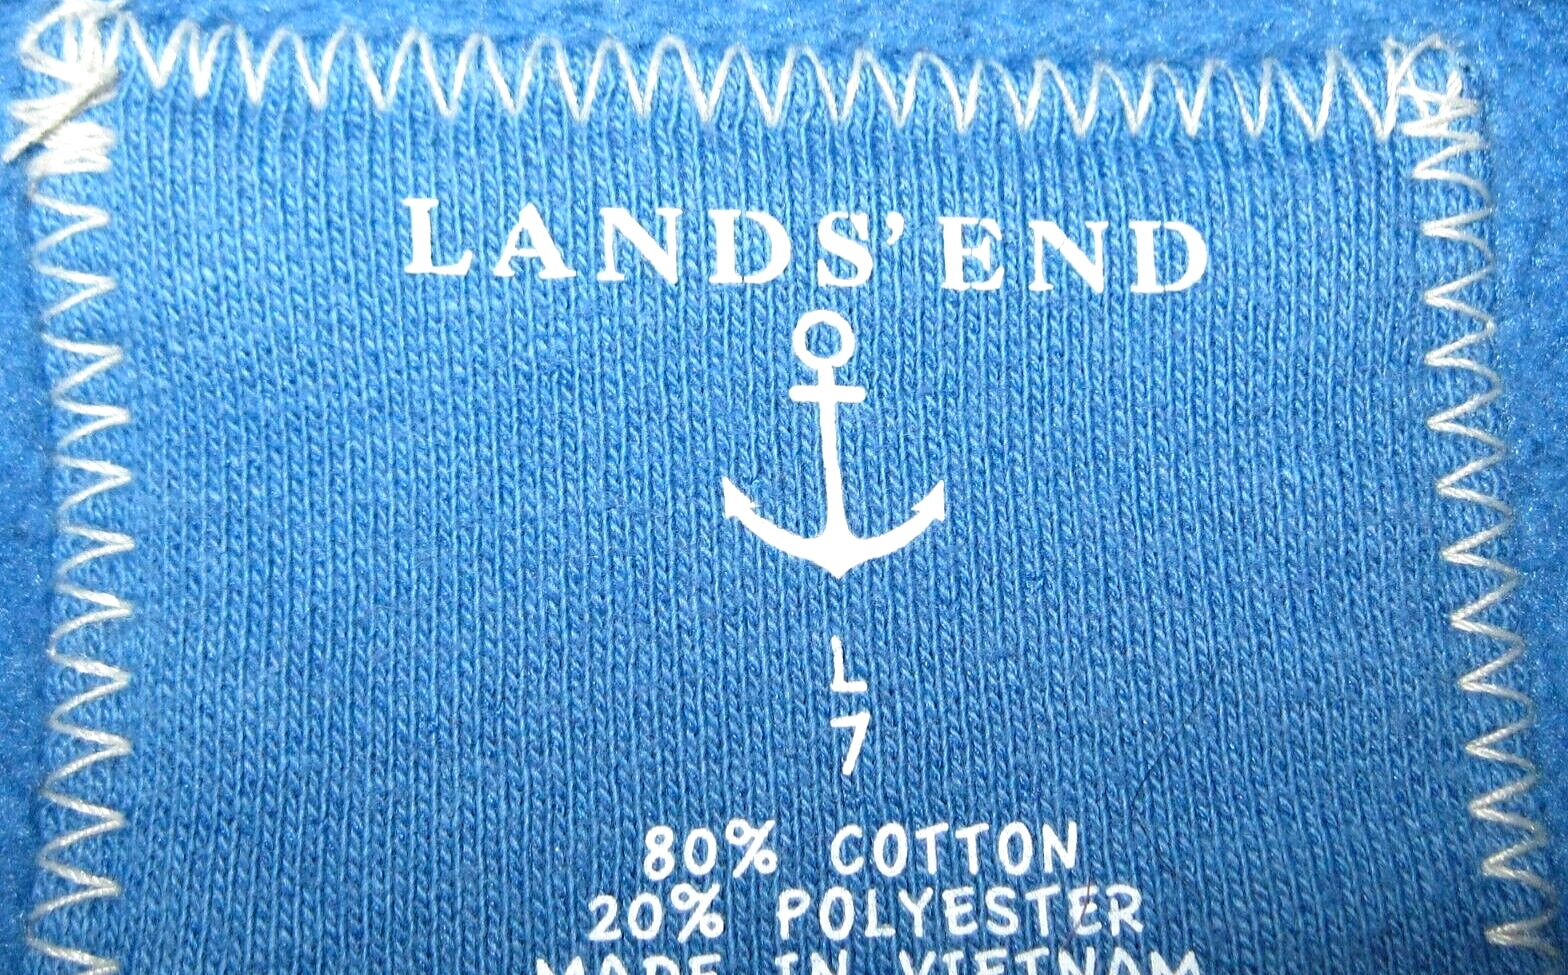 LANDS' END
L
7
80% COTTON
20% POLYESTER
MADE IN VIETNAM